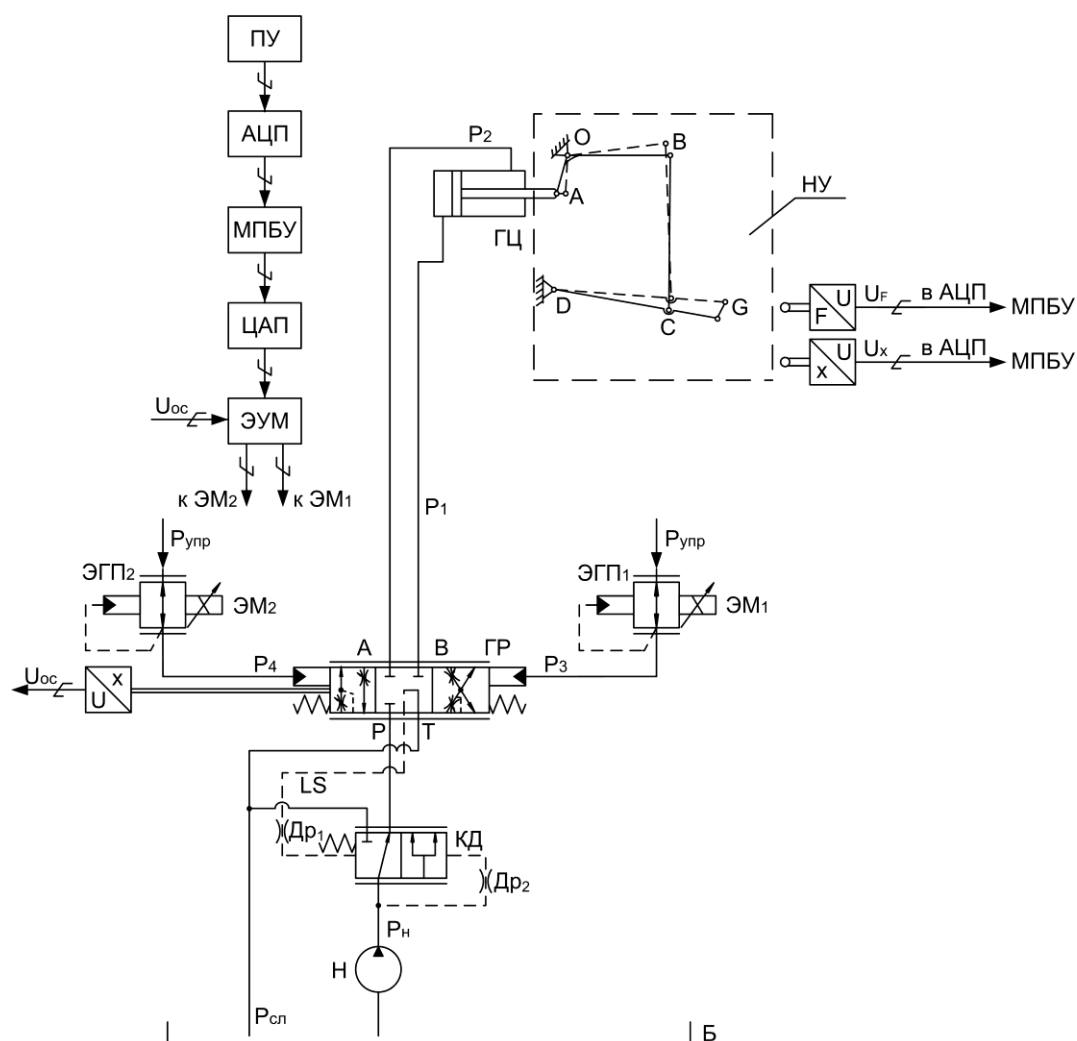 ПУ
АЦП
МПБУ
ЦАП
Uос
ЭУМ
к ЭМ2
к ЭМ1
P2
O
B
A
ГЦ
НУ
D
C
G
F
U
UF
в АЦП
МПБУ
x
U
Ux
в АЦП
МПБУ
P1
Pупр
ЭГП2
ЭМ2
Pупр
ЭГП1
ЭМ1
P4
A
B
ГР
P3
Uос
x
U
P
T
LS
Др1
КД
Др2
Pн
Н
Pсл
Б